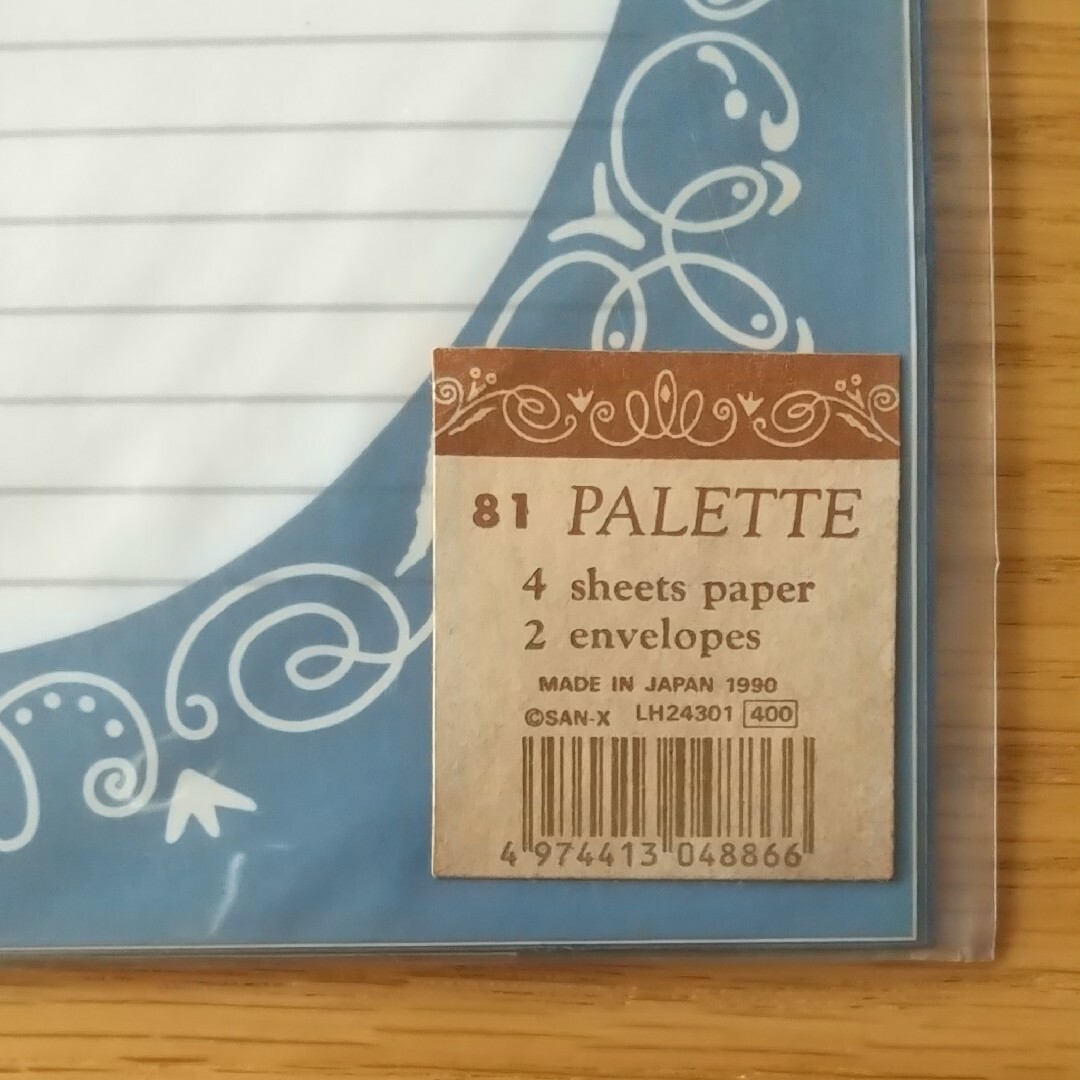 81 PALETTE
4 sheets paper
2 envelopes
MADE IN JAPAN 1990
©SAN-X LH24301 400
4 974413 048866